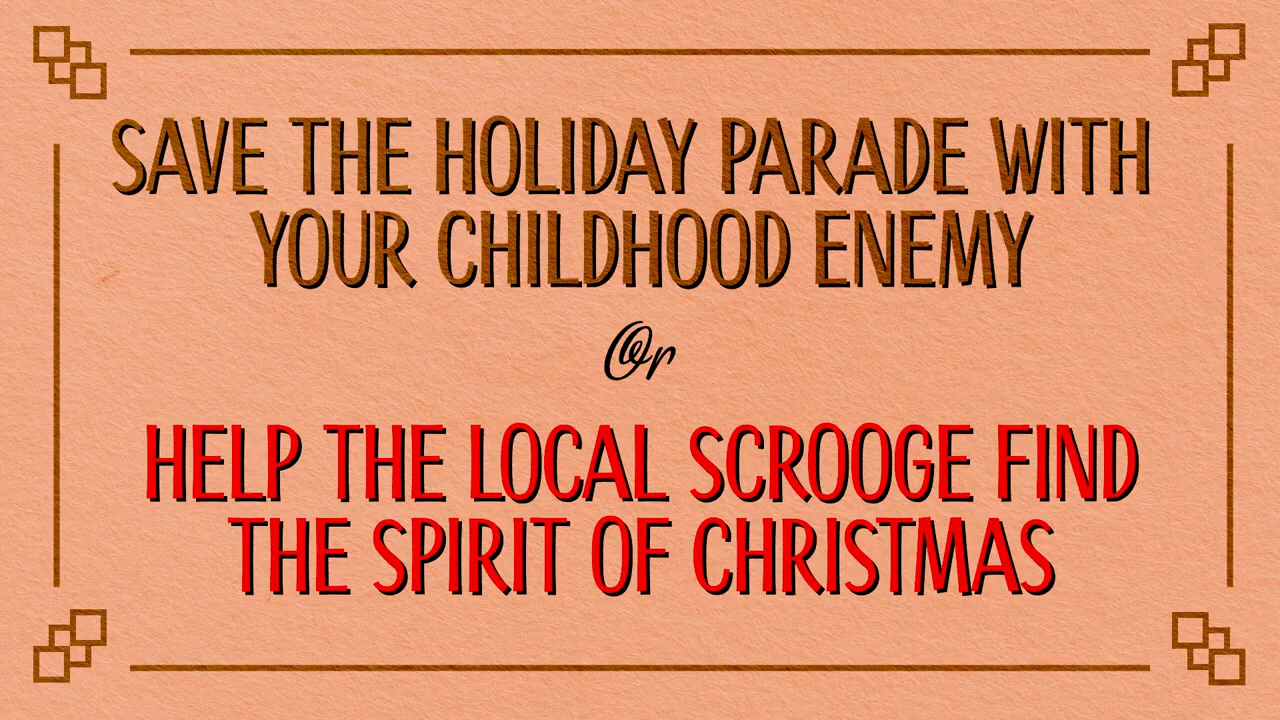 SAVE THE HOLIDAY PARADE WITH
YOUR CHILDHOOD ENEMY
Or
HELP THE LOCAL SCROOGE FIND
THE SPIRIT OF CHRISTMAS